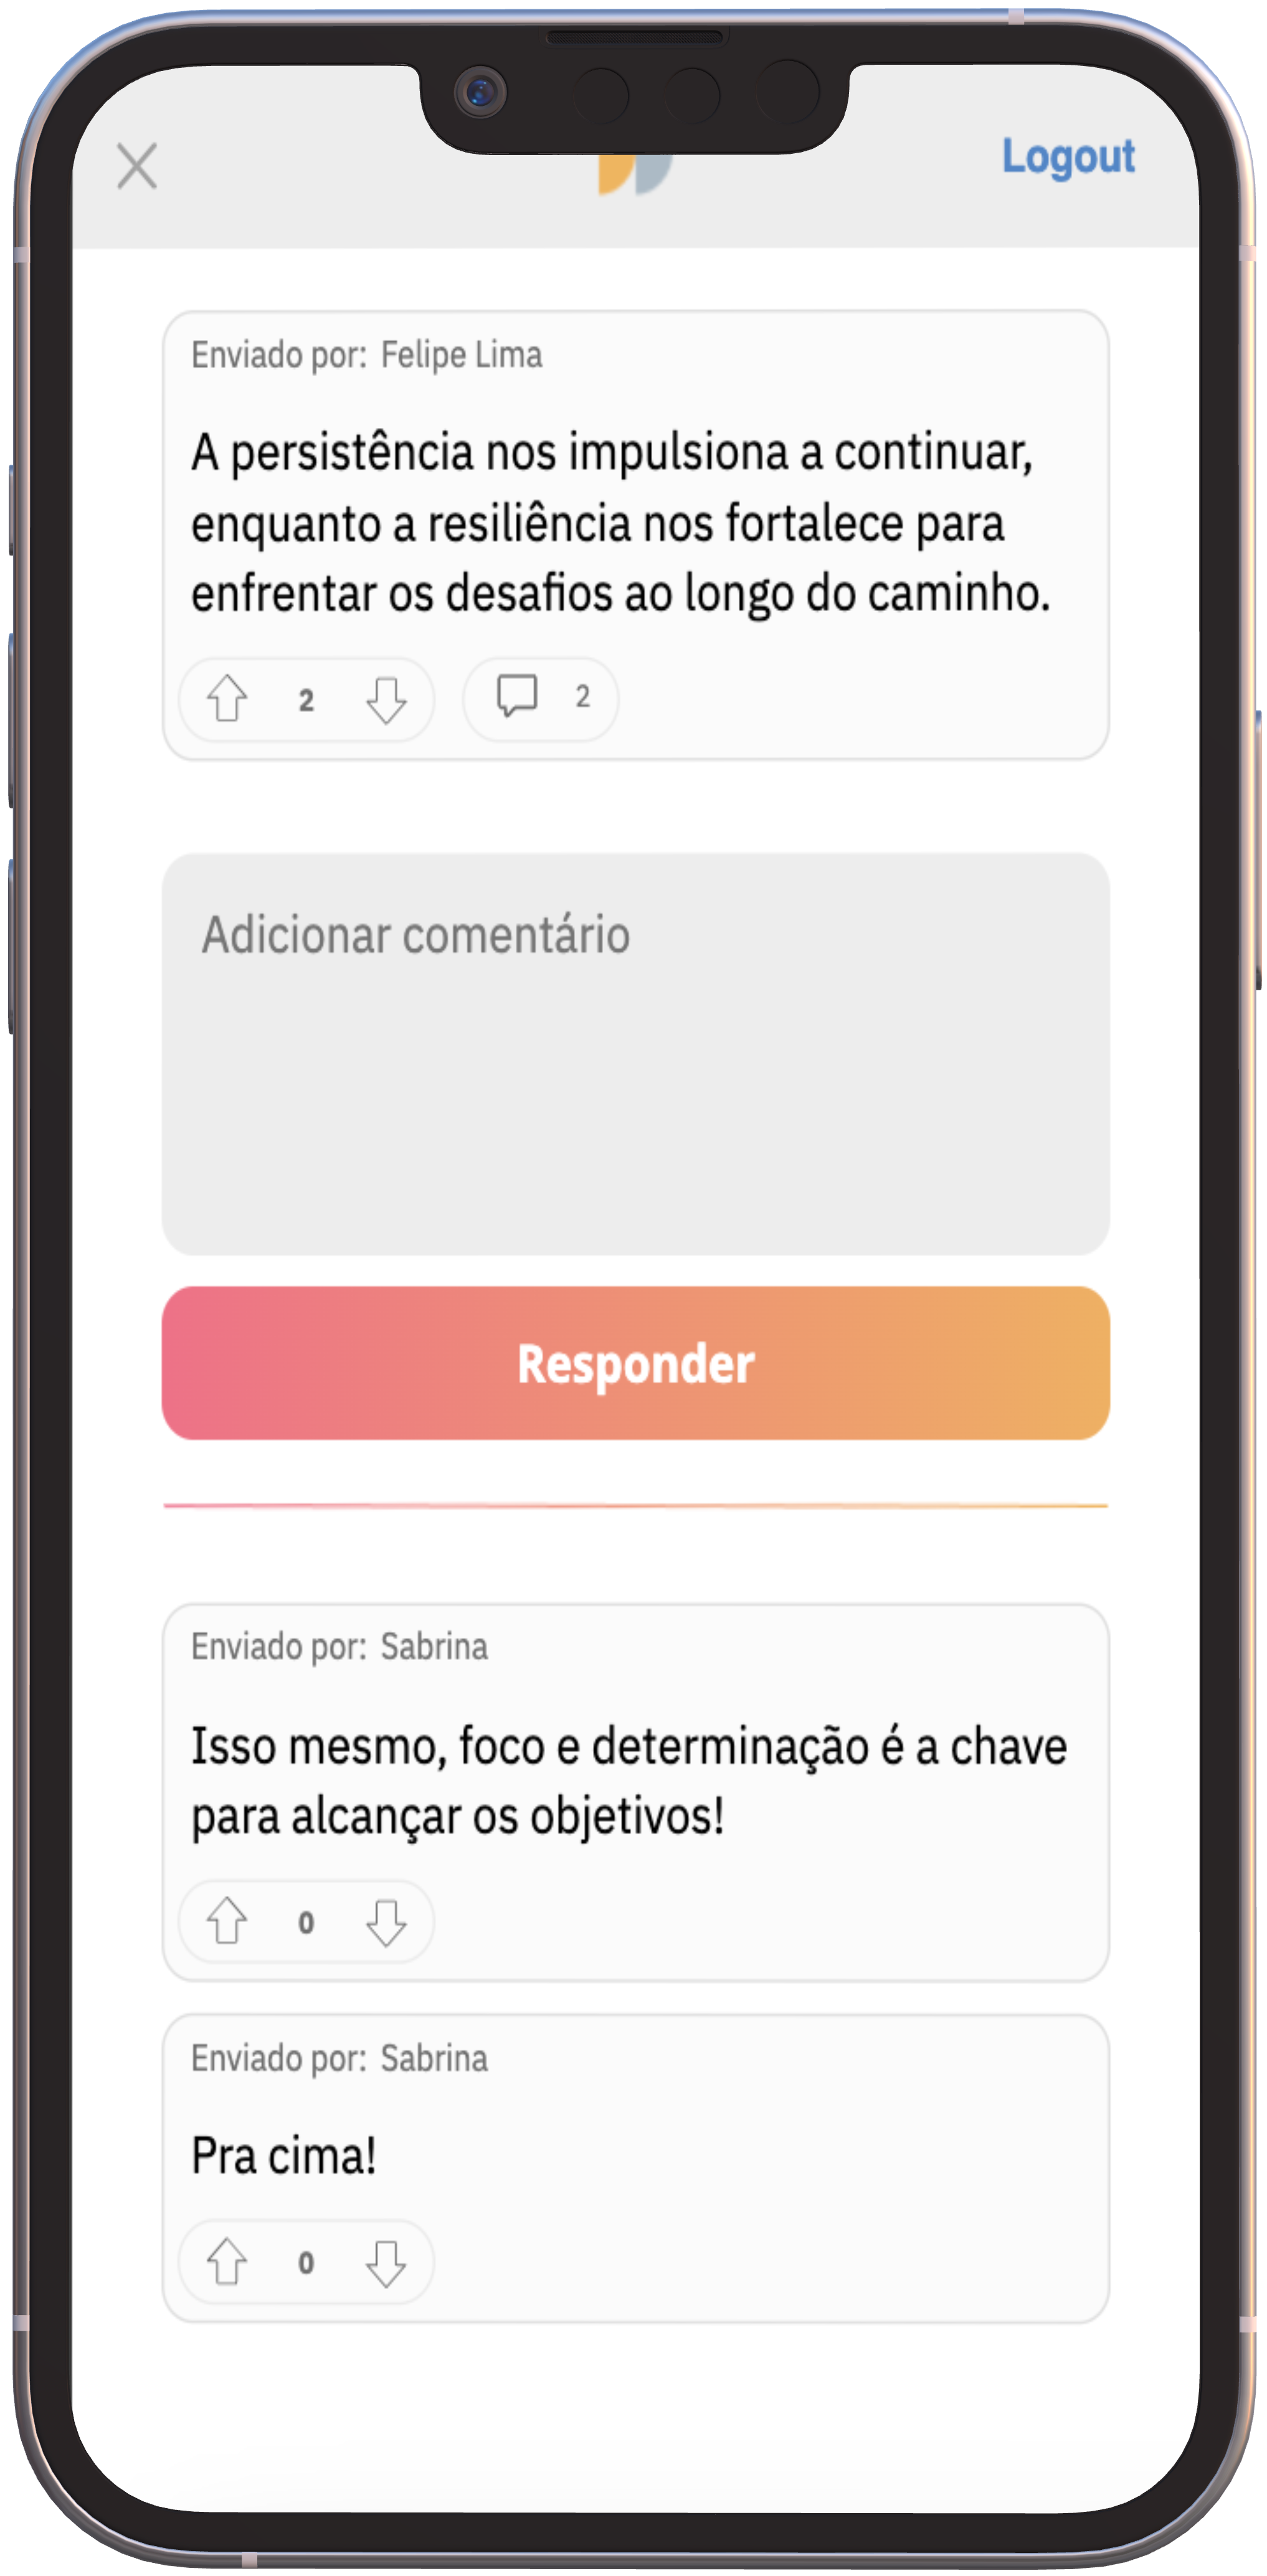 Logout
Enviado por: Felipe Lima
A persistência nos impulsiona a continuar,
enquanto a resiliência nos fortalece para
enfrentar os desafios ao longo do caminho.
2 2
Adicionar comentário
Responder
Enviado por: Sabrina
Isso mesmo, foco e determinação é a chave
para alcançar os objetivos!
0
Enviado por: Sabrina
Pra cima!
0